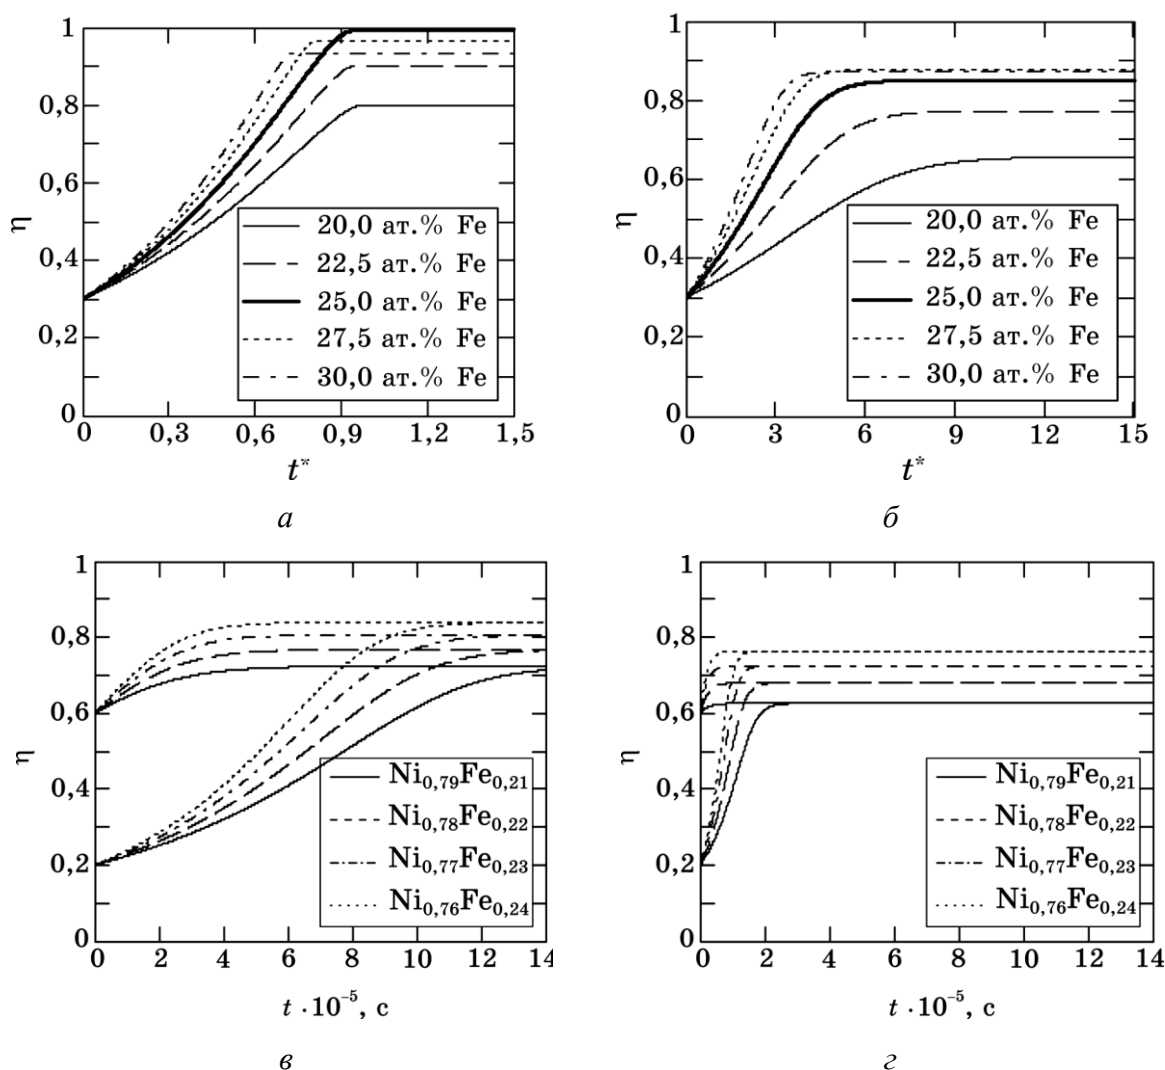 1
0,8
0,6
η
0,4
0,2
0
0
0,3
0,6
0,9
1,2
1,5
t*
20,0 ат.% Fe
22,5 ат.% Fe
25,0 ат.% Fe
27,5 ат.% Fe
30,0 ат.% Fe
а
1
0,8
0,6
η
0,4
0,2
0
0
3
6
9
12
15
t*
20,0 ат.% Fe
22,5 ат.% Fe
25,0 ат.% Fe
27,5 ат.% Fe
30,0 ат.% Fe
б
1
0,8
0,6
η
0,4
0,2
0
0
2
4
6
8
10
12
14
t · 10⁻⁵, с
Ni₀,₇₉Fe₀,₂₁
Ni₀,₇₈Fe₀,₂₂
Ni₀,₇₇Fe₀,₂₃
Ni₀,₇₆Fe₀,₂₄
в
1
0,8
0,6
η
0,4
0,2
0
0
2
4
6
8
10
12
14
t · 10⁻⁵, с
Ni₀,₇₉Fe₀,₂₁
Ni₀,₇₈Fe₀,₂₂
Ni₀,₇₇Fe₀,₂₃
Ni₀,₇₆Fe₀,₂₄
г